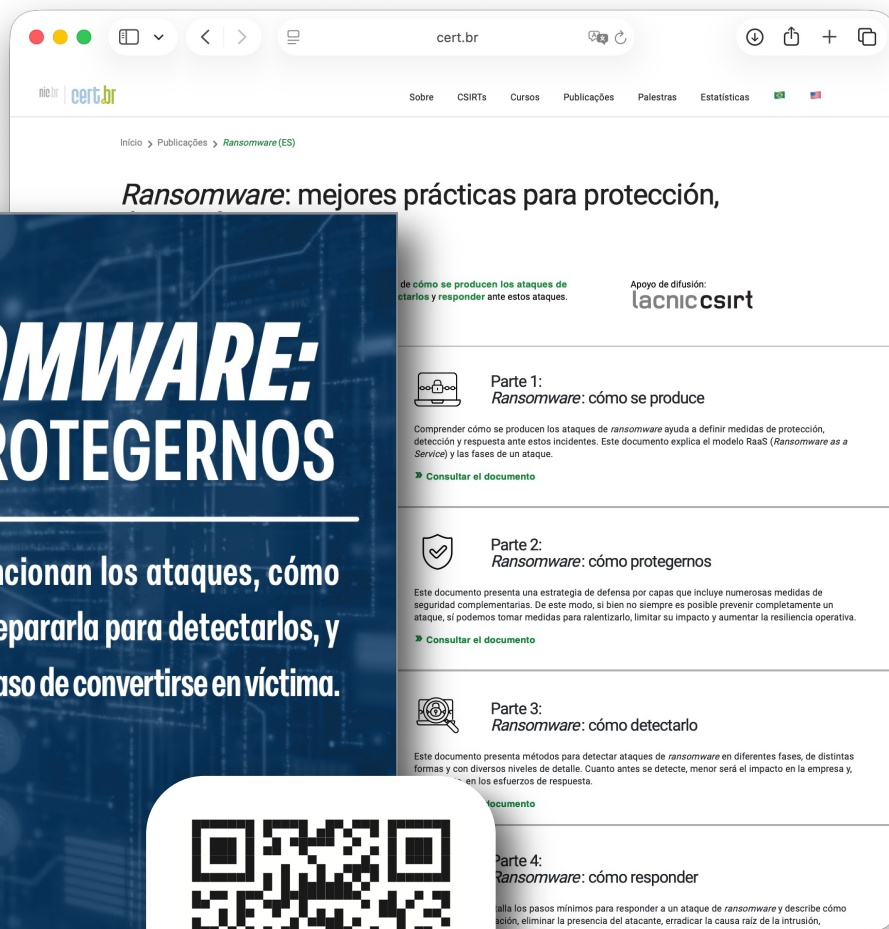 cert.br
nic.br cert.br
Sobre CSIRTs Cursos Publicações Palestras Estatísticas
Início > Publicações > Ransomware (ES)
Ransomware: mejores prácticas para protección,
de cómo se producen los ataques de
ctarlos y responder ante estos ataques.
Apoyo de difusión:
lacnic csirt
OMWARE:
ROTEGERNOS
ncionan los ataques, cómo
epararla para detectarlos, y
aso de convertirse en víctima.
Parte 1:
Ransomware: cómo se produce
Comprender cómo se producen los ataques de ransomware ayuda a definir medidas de protección,
detección y respuesta ante estos incidentes. Este documento explica el modelo RaaS (Ransomware as a
Service) y las fases de un ataque.
Consultar el documento
Parte 2:
Ransomware: cómo protegernos
Este documento presenta una estrategia de defensa por capas que incluye numerosas medidas de
seguridad complementarias. De este modo, si bien no siempre es posible prevenir completamente un
ataque, sí podemos tomar medidas para ralentizarlo, limitar su impacto y aumentar la resiliencia operativa.
Consultar el documento
Parte 3:
Ransomware: cómo detectarlo
Este documento presenta métodos para detectar ataques de ransomware en diferentes fases, de distintas
formas y con diversos niveles de detalle. Cuanto antes se detecte, menor será el impacto en la empresa y,
en los esfuerzos de respuesta.
documento
Parte 4:
Ransomware: cómo responder
talla los pasos mínimos para responder a un ataque de ransomware y describe cómo
ación, eliminar la presencia del atacante, erradicar la causa raíz de la intrusión,